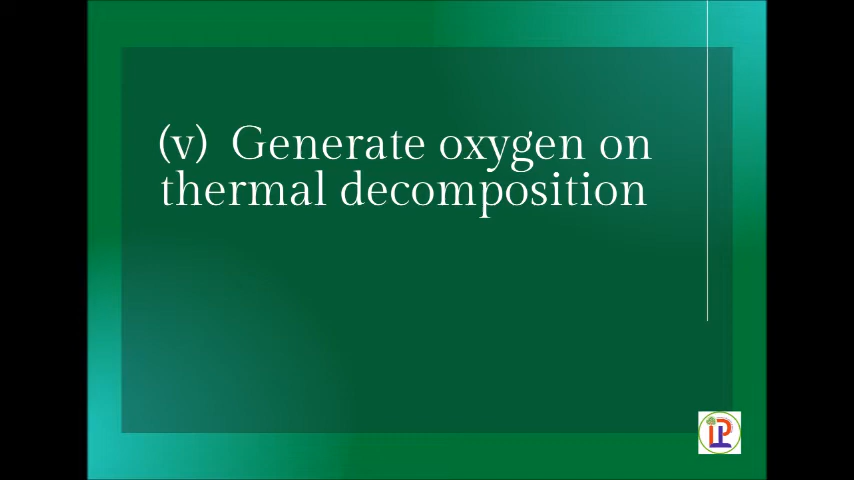 (v) Generate oxygen on
thermal decomposition